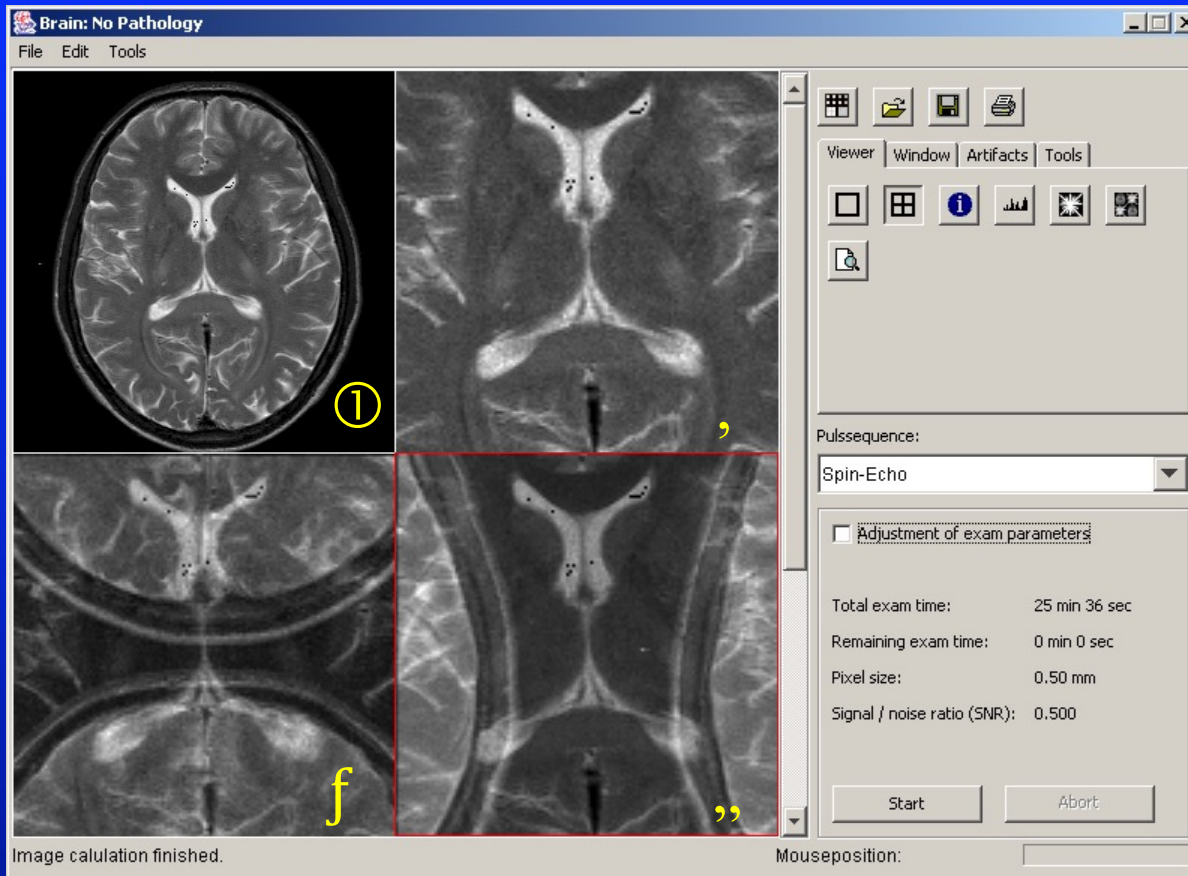 Brain: No Pathology
File Edit Tools
①
,
ƒ
„
Viewer Window Artifacts Tools
Pulssequence:
Spin-Echo
Adjustment of exam parameters
Total exam time: 25 min 36 sec
Remaining exam time: 0 min 0 sec
Pixel size: 0.50 mm
Signal / noise ratio (SNR): 0.500
Start Abort
Image calulation finished. Mouseposition: